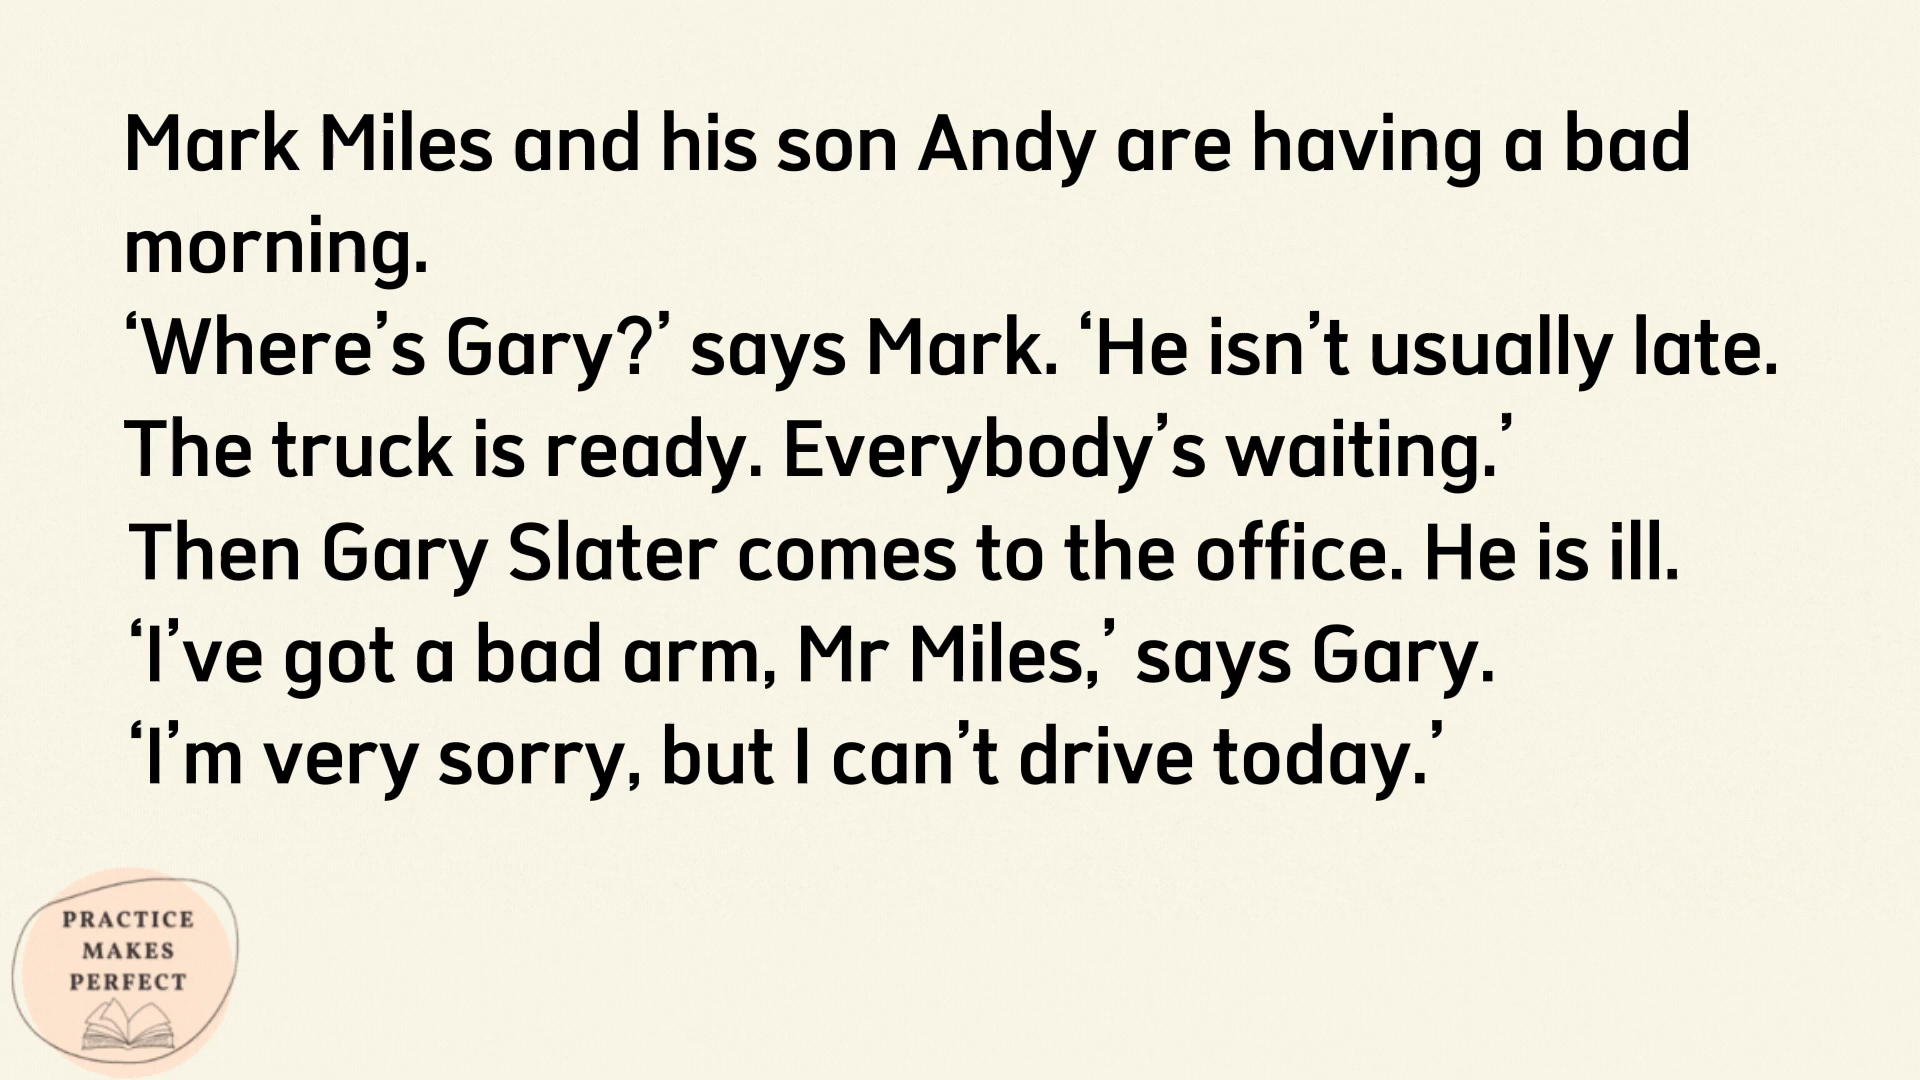 Mark Miles and his son Andy are having a bad
morning.
‘Where’s Gary?’ says Mark. ‘He isn’t usually late.
The truck is ready. Everybody’s waiting.’
Then Gary Slater comes to the office. He is ill.
‘I’ve got a bad arm, Mr Miles,’ says Gary.
‘I’m very sorry, but I can’t drive today.’
PRACTICE
MAKES
PERFECT